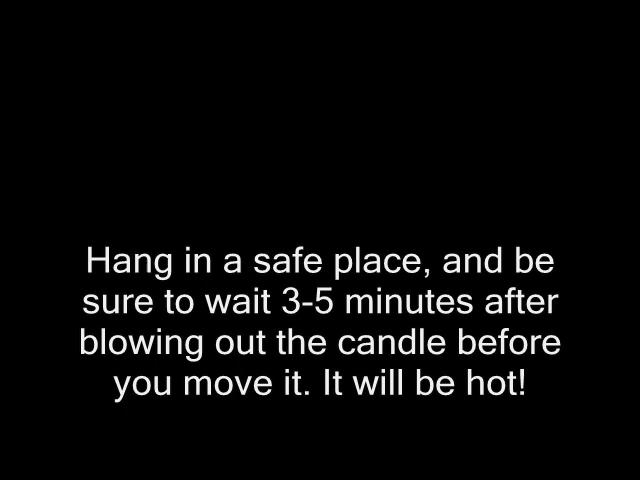 Hang in a safe place, and be
sure to wait 3-5 minutes after
blowing out the candle before
you move it. It will be hot!